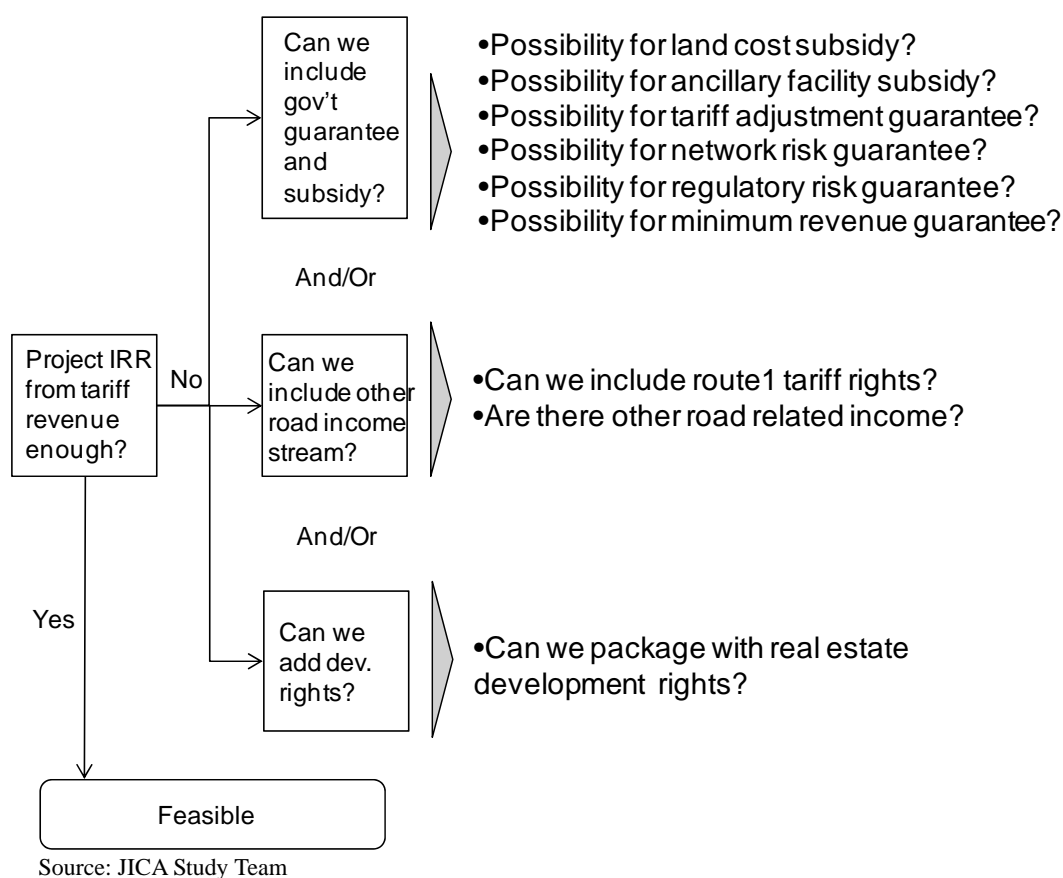 Can we
include
gov't
guarantee
and
subsidy?
•Possibility for land cost subsidy?
•Possibility for ancillary facility subsidy?
•Possibility for tariff adjustment guarantee?
•Possibility for network risk guarantee?
•Possibility for regulatory risk guarantee?
•Possibility for minimum revenue guarantee?
And/Or
Project IRR
from tariff
revenue
enough?
No
Can we
include other
road income
stream?
•Can we include route1 tariff rights?
•Are there other road related income?
And/Or
Yes
Can we
add dev.
rights?
•Can we package with real estate
development rights?
Feasible
Source: JICA Study Team